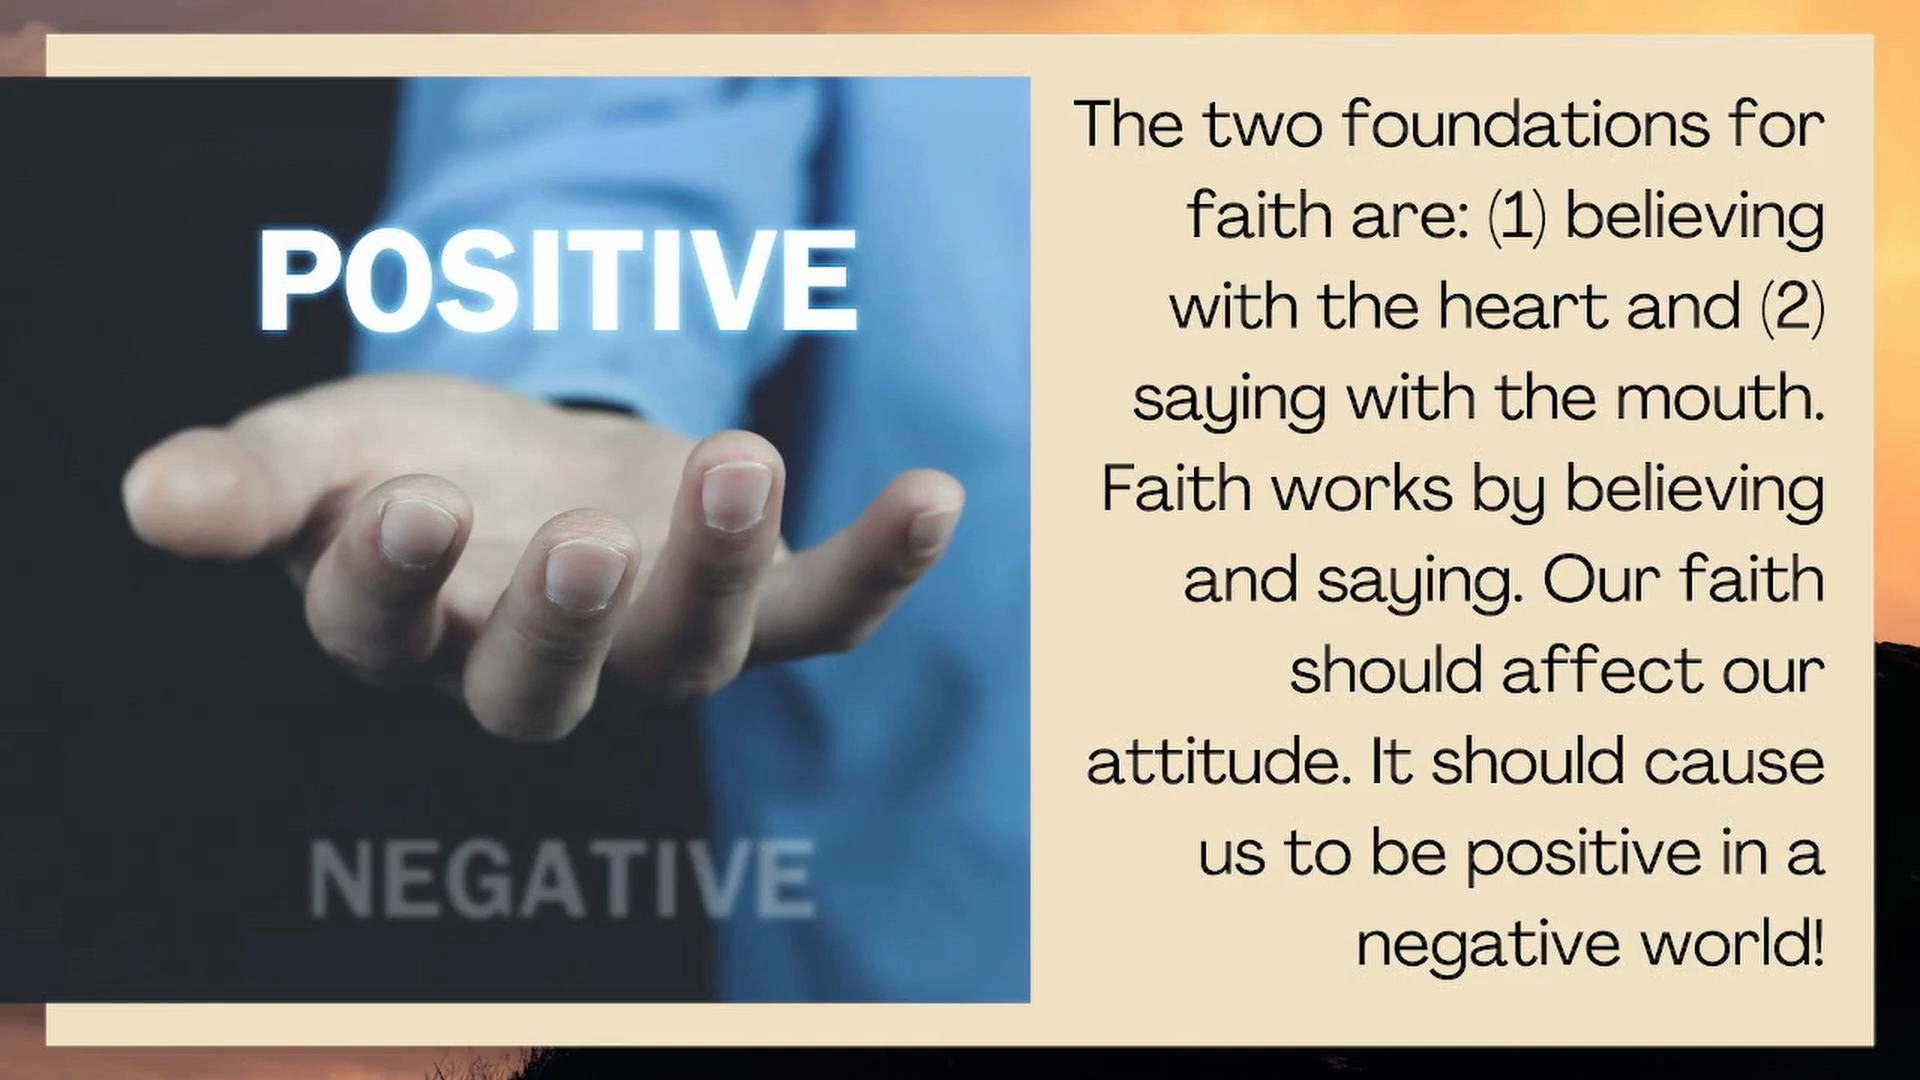 POSITIVE
NEGATIVE
The two foundations for
faith are: (1) believing
with the heart and (2)
saying with the mouth.
Faith works by believing
and saying. Our faith
should affect our
attitude. It should cause
us to be positive in a
negative world!